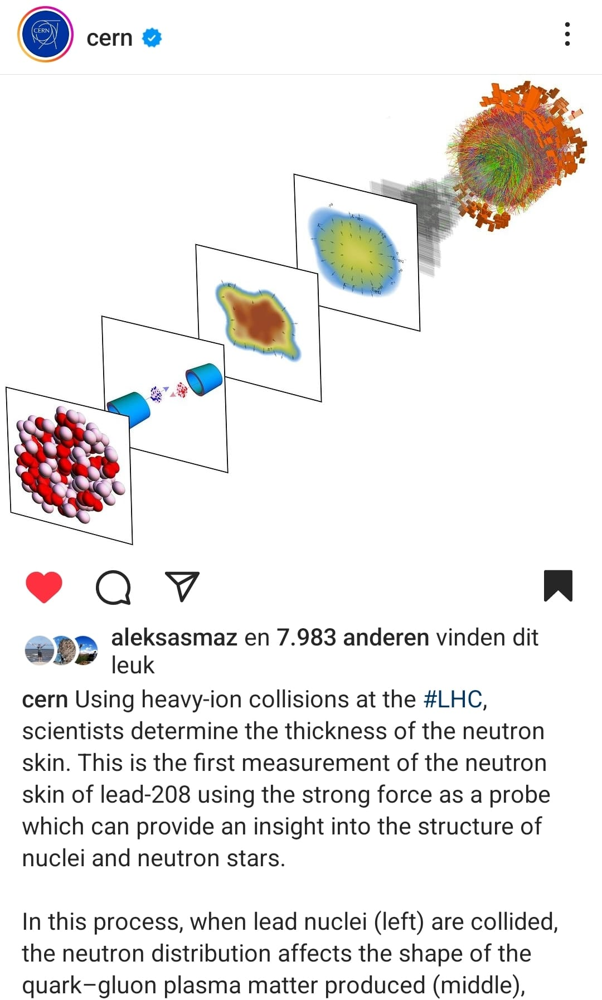 CERN
cern
aleksasmaz en 7.983 anderen vinden dit
leuk
cern Using heavy-ion collisions at the #LHC,
scientists determine the thickness of the neutron
skin. This is the first measurement of the neutron
skin of lead-208 using the strong force as a probe
which can provide an insight into the structure of
nuclei and neutron stars.
In this process, when lead nuclei (left) are collided,
the neutron distribution affects the shape of the
quark–gluon plasma matter produced (middle),